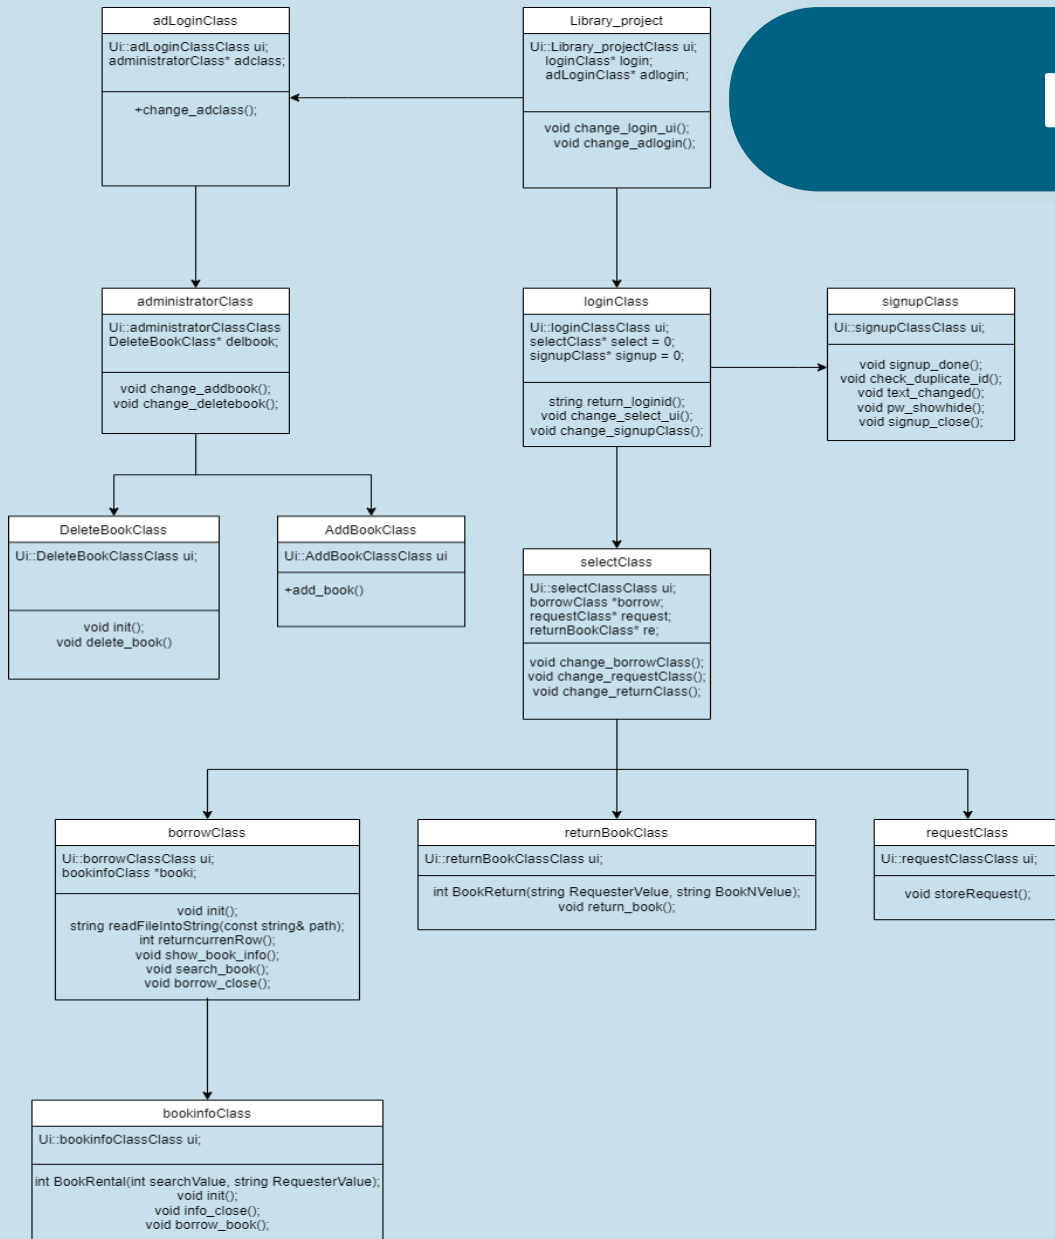 adLoginClass
Ui::adLoginClassClass ui;
administratorClass* adclass;
+change_adclass();
Library_project
Ui::Library_projectClass ui;
loginClass* login;
adLoginClass* adlogin;
void change_login_ui();
void change_adlogin();
administratorClass
Ui::administratorClassClass
DeleteBookClass* delbook;
void change_addbook();
void change_deletebook();
loginClass
Ui::loginClassClass ui;
selectClass* select = 0;
signupClass* signup = 0;
string return_loginid();
void change_select_ui();
void change_signupClass();
signupClass
Ui::signupClassClass ui;
void signup_done();
void check_duplicate_id();
void text_changed();
void pw_showhide();
void signup_close();
DeleteBookClass
Ui::DeleteBookClassClass ui;
void init();
void delete_book()
AddBookClass
Ui::AddBookClassClass ui
+add_book()
selectClass
Ui::selectClassClass ui;
borrowClass *borrow;
requestClass* request;
returnBookClass* re;
void change_borrowClass();
void change_requestClass();
void change_returnClass();
borrowClass
Ui::borrowClassClass ui;
bookinfoClass *booki;
void init();
string readFileIntoString(const string& path);
int returncurrenRow();
void show_book_info();
void search_book();
void borrow_close();
returnBookClass
Ui::returnBookClassClass ui;
int BookReturn(string RequesterVelue, string BookNVelue);
void return_book();
requestClass
Ui::requestClassClass ui;
void storeRequest();
bookinfoClass
Ui::bookinfoClassClass ui;
int BookRental(int searchValue, string RequesterValue);
void init();
void info_close();
void borrow_book();